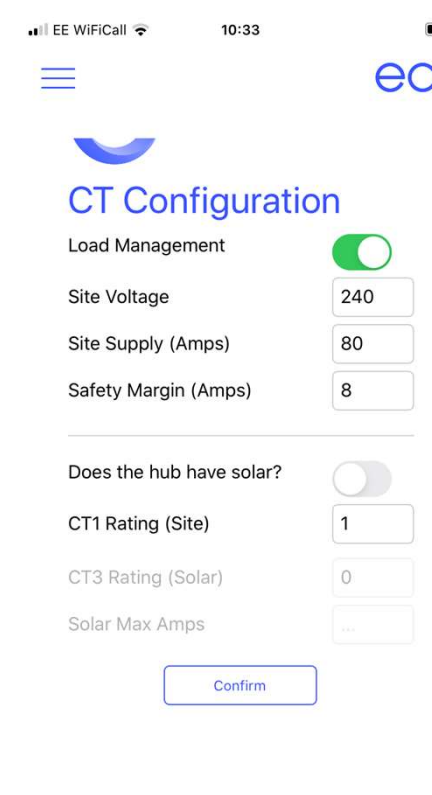 EE WiFiCall 10:33
CT Configuration
Load Management
Site Voltage 240
Site Supply (Amps) 80
Safety Margin (Amps) 8
Does the hub have solar?
CT1 Rating (Site) 1
CT3 Rating (Solar) 0
Solar Max Amps ...
Confirm